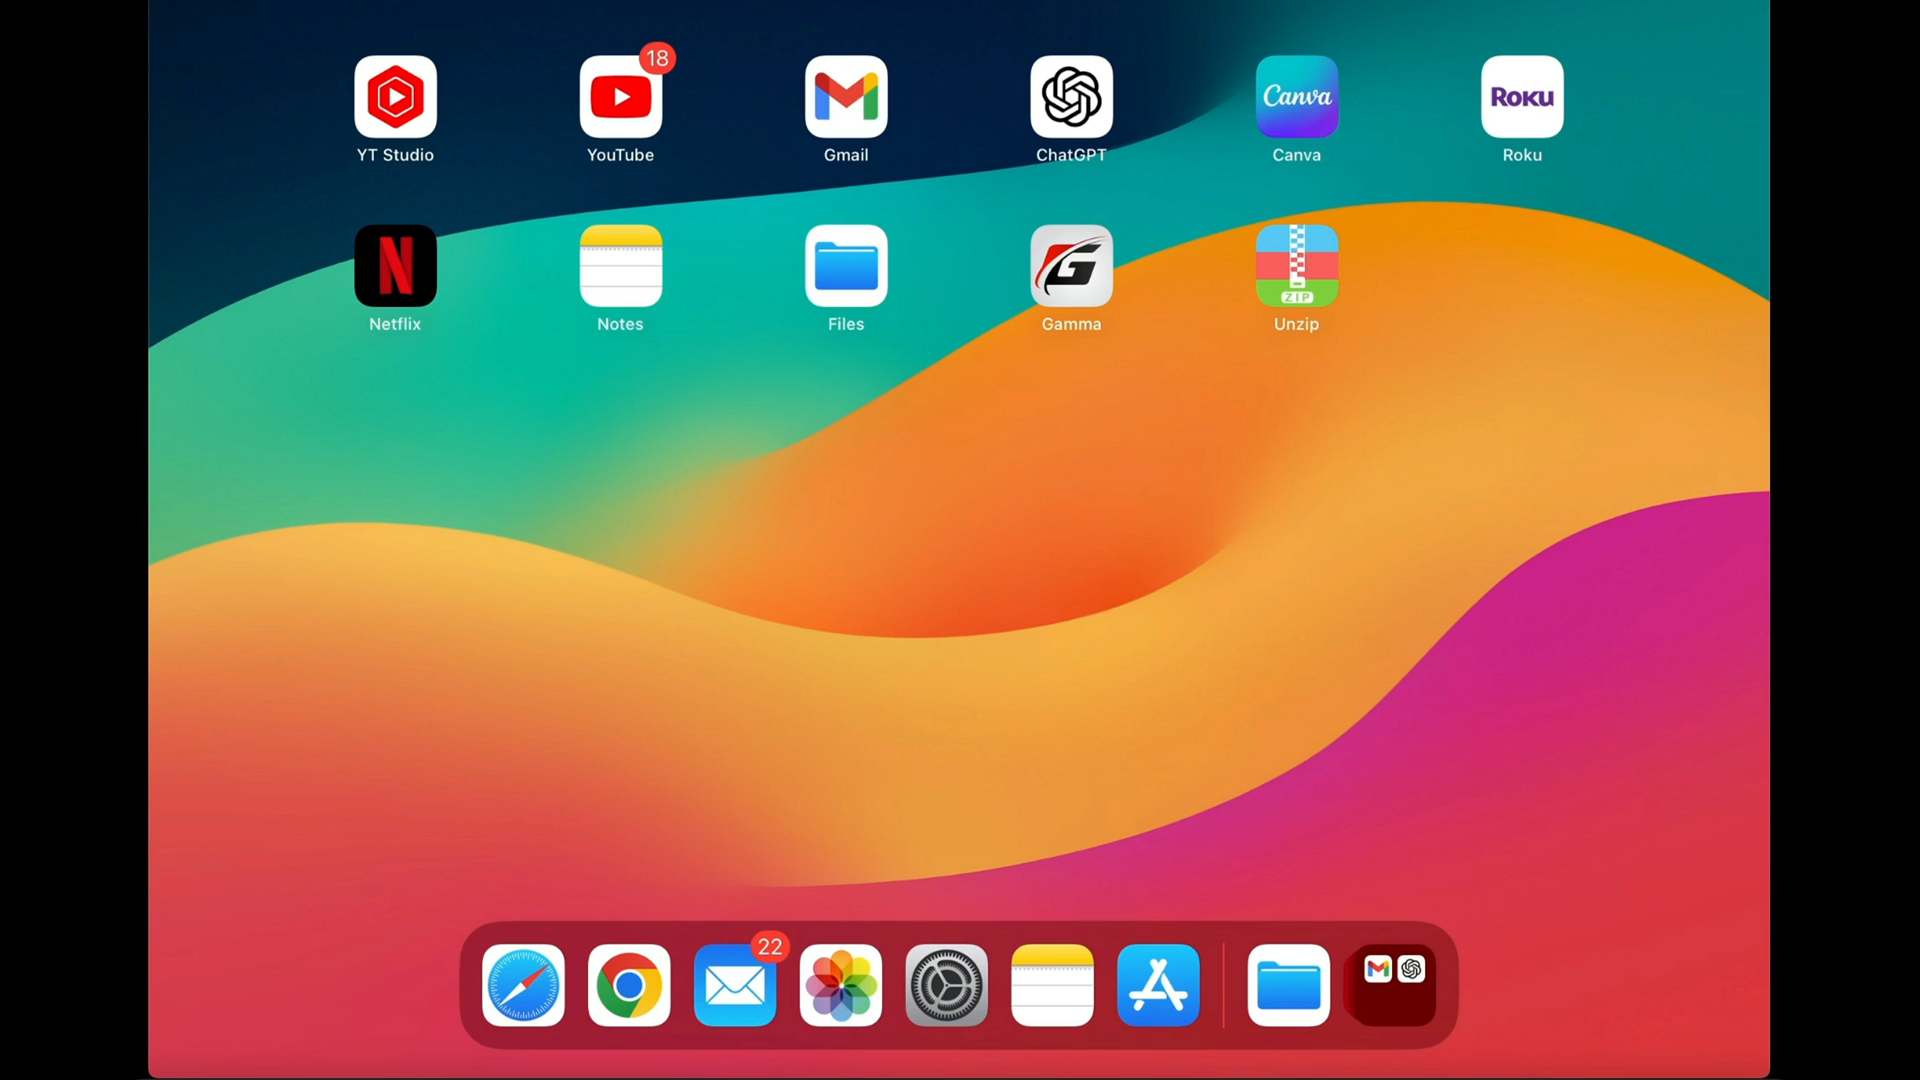 18
Canva
ROKU
YT Studio
YouTube
Gmail
ChatGPT
Canva
Roku
N
G
ZIP
Netflix
Notes
Files
Gamma
Unzip
22